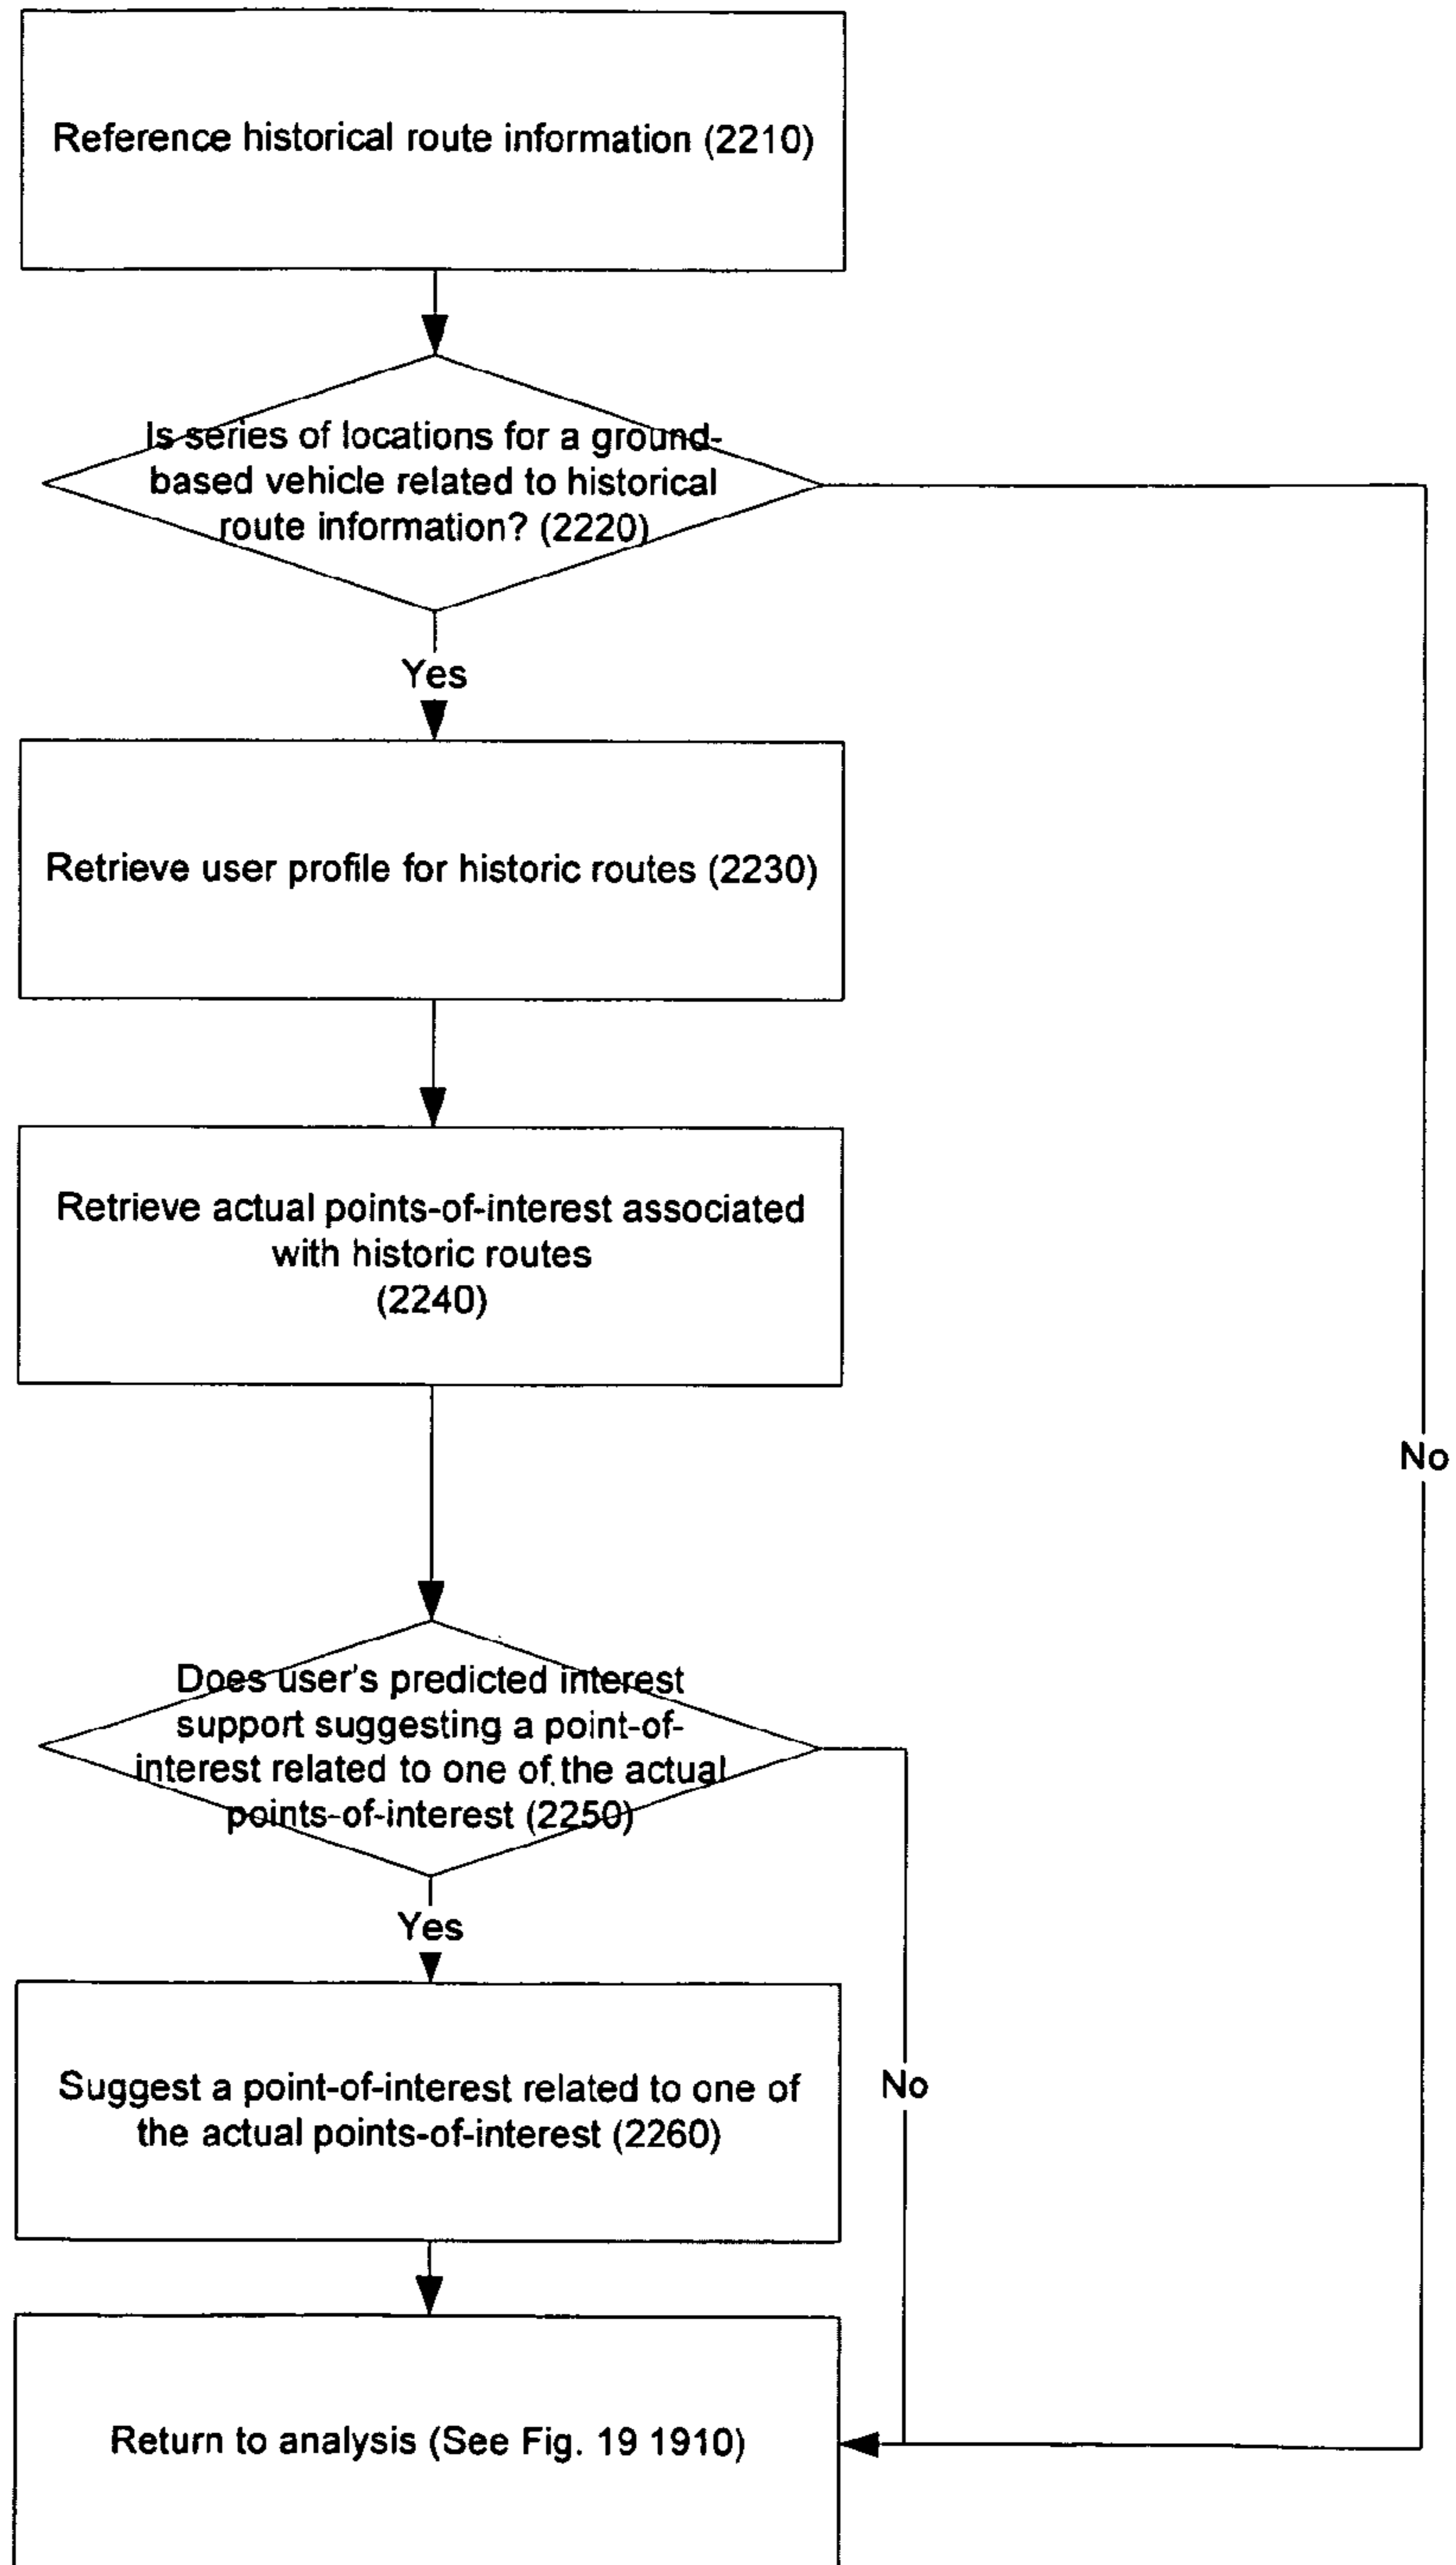 Reference historical route information (2210)
Is series of locations for a ground-
based vehicle related to historical
route information? (2220)
Yes
Retrieve user profile for historic routes (2230)
Retrieve actual points-of-interest associated
with historic routes
(2240)
No
Does user's predicted interest
support suggesting a point-of-
interest related to one of the actual
points-of-interest (2250)
Yes
Suggest a point-of-interest related to one of
the actual points-of-interest (2260)
No
Return to analysis (See Fig. 19 1910)